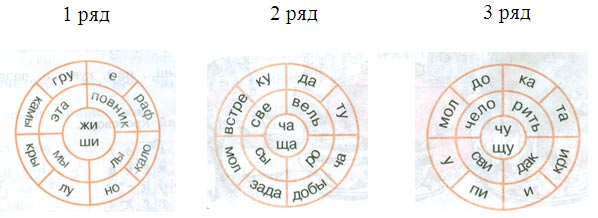 1 ряд
2 ряд
3 ряд
гру
е
раф
кало
но
лу
кры
камы
эта
повник
лы
мы
жи
ши
ку
да
ту
ча
добы
зада
мол
встре
све
вель
ро
сы
ча
ща
до
ка
та
кри
и
пи
у
мол
чело
рить
дак
сви
чу
щу